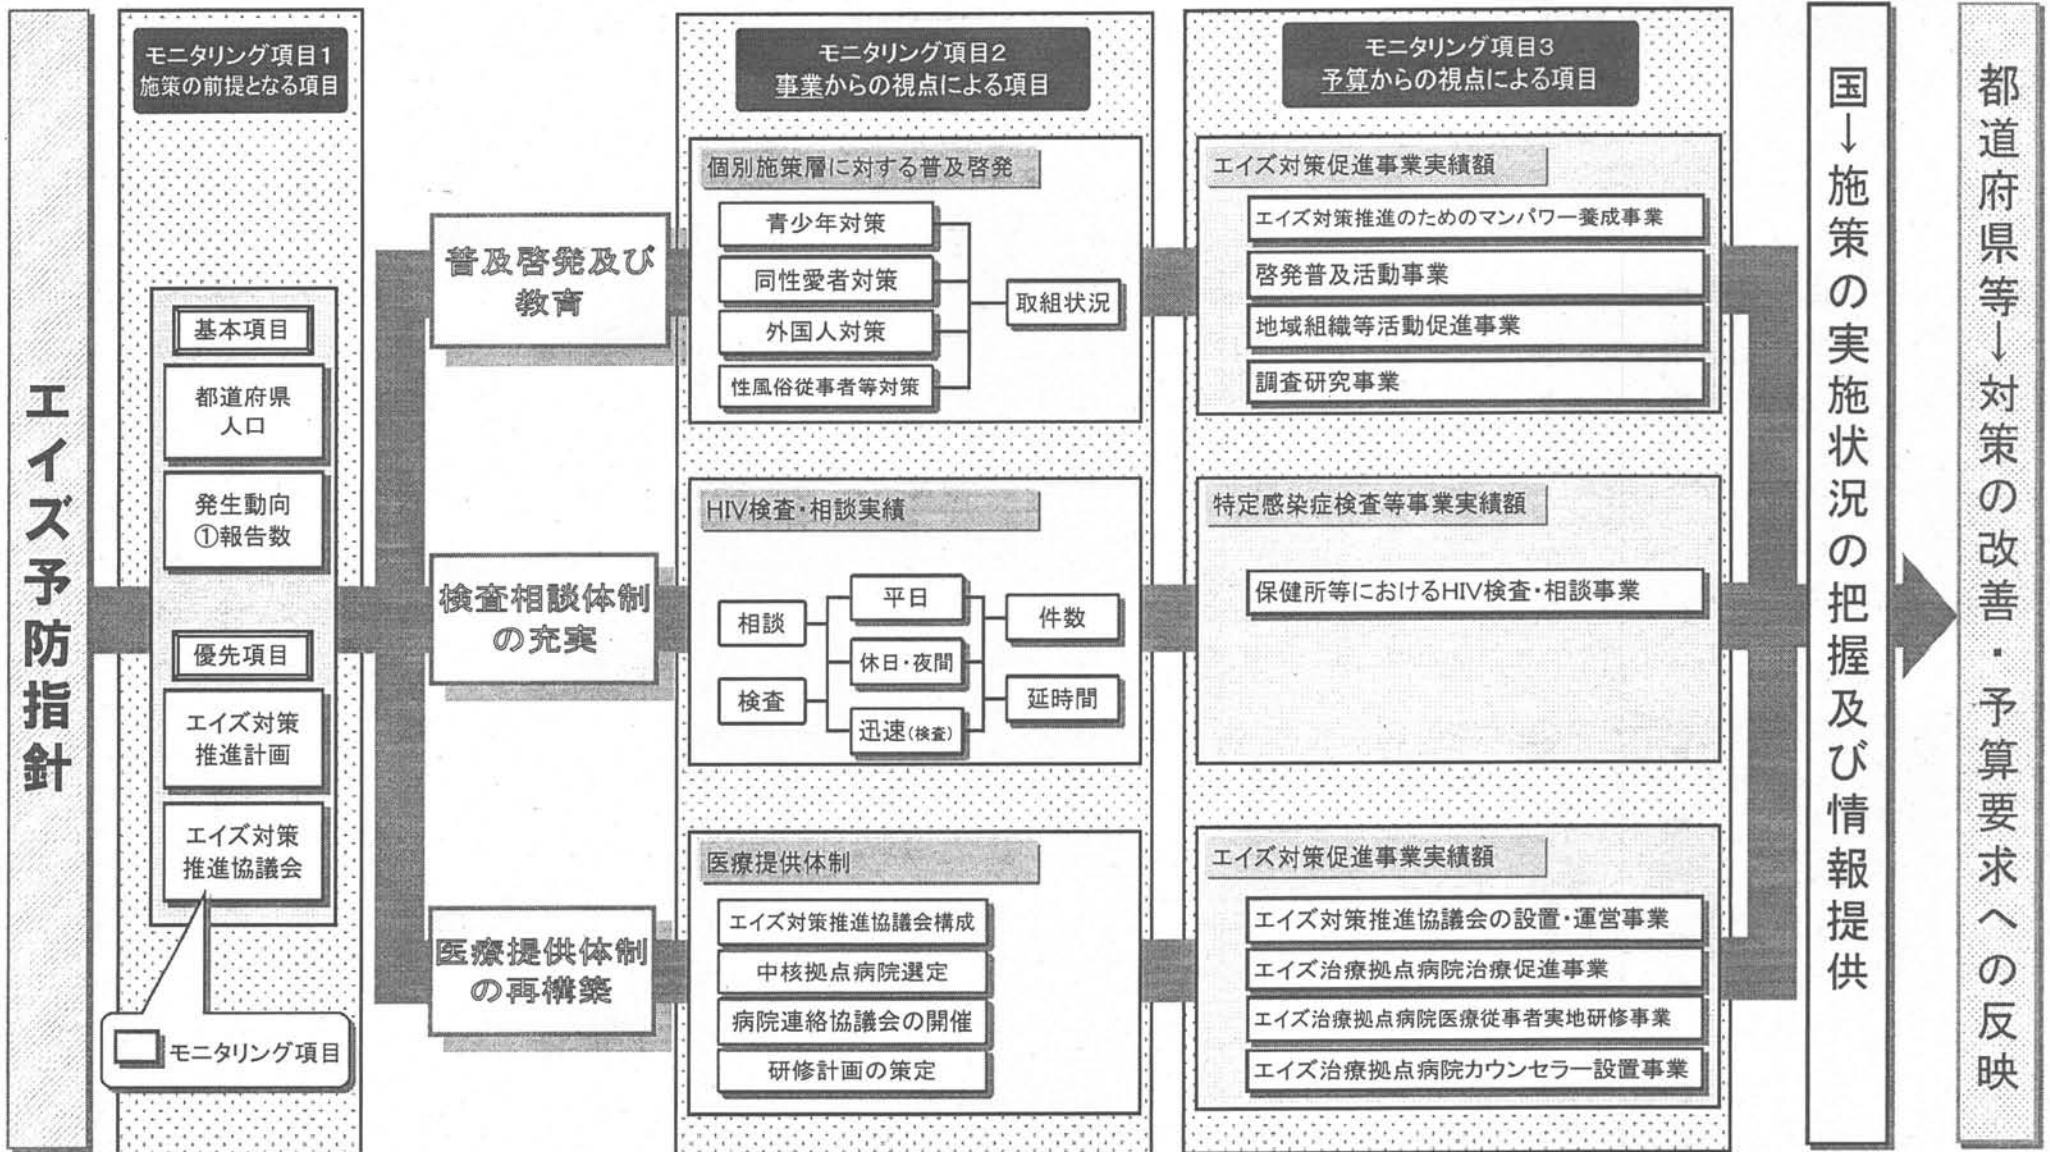 エイズ予防指針
モニタリング項目1
施策の前提となる項目
基本項目
都道府県
人口
発生動向
①報告数
優先項目
エイズ対策
推進計画
エイズ対策
推進協議会
モニタリング項目
普及啓発及び
教育
検査相談体制
の充実
医療提供体制
の再構築
モニタリング項目2
事業からの視点による項目
個別施策層に対する普及啓発
青少年対策
同性愛者対策
外国人対策
性風俗従事者等対策
取組状況
HIV検査・相談実績
相談
検査
平日
休日・夜間
迅速(検査)
件数
延時間
医療提供体制
エイズ対策推進協議会構成
中核拠点病院選定
病院連絡協議会の開催
研修計画の策定
モニタリング項目3
予算からの視点による項目
エイズ対策促進事業実績額
エイズ対策推進のためのマンパワー養成事業
啓発普及活動事業
地域組織等活動促進事業
調査研究事業
特定感染症検査等事業実績額
保健所等におけるHIV検査・相談事業
エイズ対策促進事業実績額
エイズ対策推進協議会の設置・運営事業
エイズ治療拠点病院治療促進事業
エイズ治療拠点病院医療従事者実地研修事業
エイズ治療拠点病院カウンセラー設置事業
国→施策の実施状況の把握及び情報提供
都道府県等→対策の改善・予算要求への反映